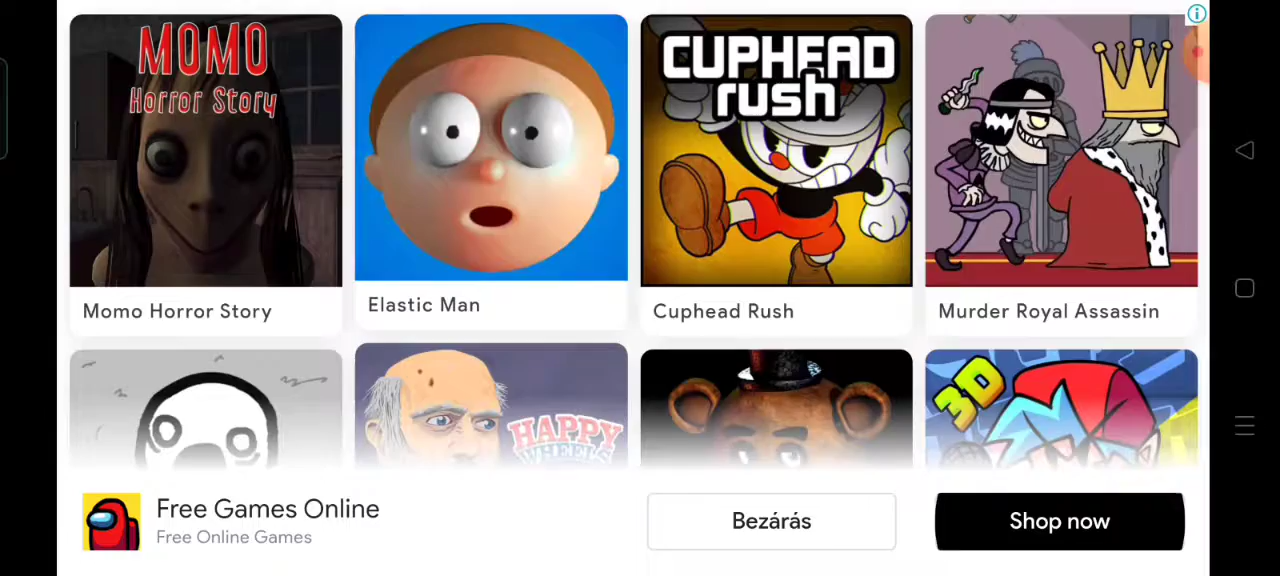 MOMO
Horror Story
CUPHEAD
rush
Momo Horror Story
Elastic Man
Cuphead Rush
Murder Royal Assassin
HAPPY
WHEELS
3D
Free Games Online
Free Online Games
Bezárás
Shop now